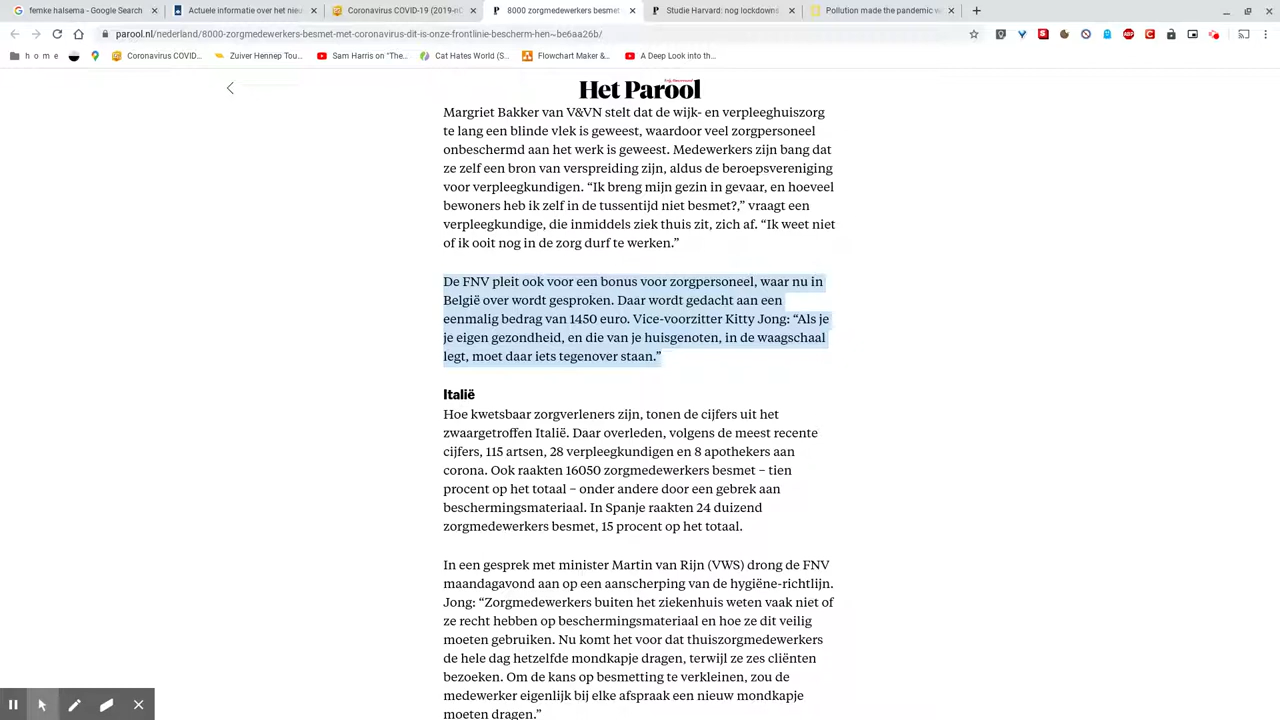 femke halsema - Google Search
Actuele informatie over het nieu
Coronavirus COVID-19 (2019-nC
8000 zorgmedewerkers besmet
Studie Harvard: nog lockdowns
Pollution made the pandemic w
parool.nl/nederland/8000-zorgmedewerkers-besmet-met-coronavirus-dit-is-onze-frontlinie-bescherm-hen~be6aa26b/
h o m e
Coronavirus COVID...
Zuiver Hennep Tou...
Sam Harris on "The...
Cat Hates World (S...
Flowchart Maker &...
A Deep Look into th...
Het Parool
Margriet Bakker van V&VN stelt dat de wijk- en verpleeghuiszorg
te lang een blinde vlek is geweest, waardoor veel zorgpersoneel
onbeschermd aan het werk is geweest. Medewerkers zijn bang dat
ze zelf een bron van verspreiding zijn, aldus de beroepsvereniging
voor verpleegkundigen. “Ik breng mijn gezin in gevaar, en hoeveel
bewoners heb ik zelf in de tussentijd niet besmet?,” vraagt een
verpleegkundige, die inmiddels ziek thuis zit, zich af. “Ik weet niet
of ik ooit nog in de zorg durf te werken.”
De FNV pleit ook voor een bonus voor zorgpersoneel, waar nu in
België over wordt gesproken. Daar wordt gedacht aan een
eenmalig bedrag van 1450 euro. Vice-voorzitter Kitty Jong: “Als je
je eigen gezondheid, en die van je huisgenoten, in de waagschaal
legt, moet daar iets tegenover staan.”
Italië
Hoe kwetsbaar zorgverleners zijn, tonen de cijfers uit het
zwaargetroffen Italië. Daar overleden, volgens de meest recente
cijfers, 115 artsen, 28 verpleegkundigen en 8 apothekers aan
corona. Ook raakten 16050 zorgmedewerkers besmet – tien
procent op het totaal – onder andere door een gebrek aan
beschermingsmateriaal. In Spanje raakten 24 duizend
zorgmedewerkers besmet, 15 procent op het totaal.
In een gesprek met minister Martin van Rijn (VWS) drong de FNV
maandagavond aan op een aanscherping van de hygiëne-richtlijn.
Jong: “Zorgmedewerkers buiten het ziekenhuis weten vaak niet of
ze recht hebben op beschermingsmateriaal en hoe ze dit veilig
moeten gebruiken. Nu komt het voor dat thuiszorgmedewerkers
de hele dag hetzelfde mondkapje dragen, terwijl ze zes cliënten
bezoeken. Om de kans op besmetting te verkleinen, zou de
medewerker eigenlijk bij elke afspraak een nieuw mondkapje
moeten dragen.”